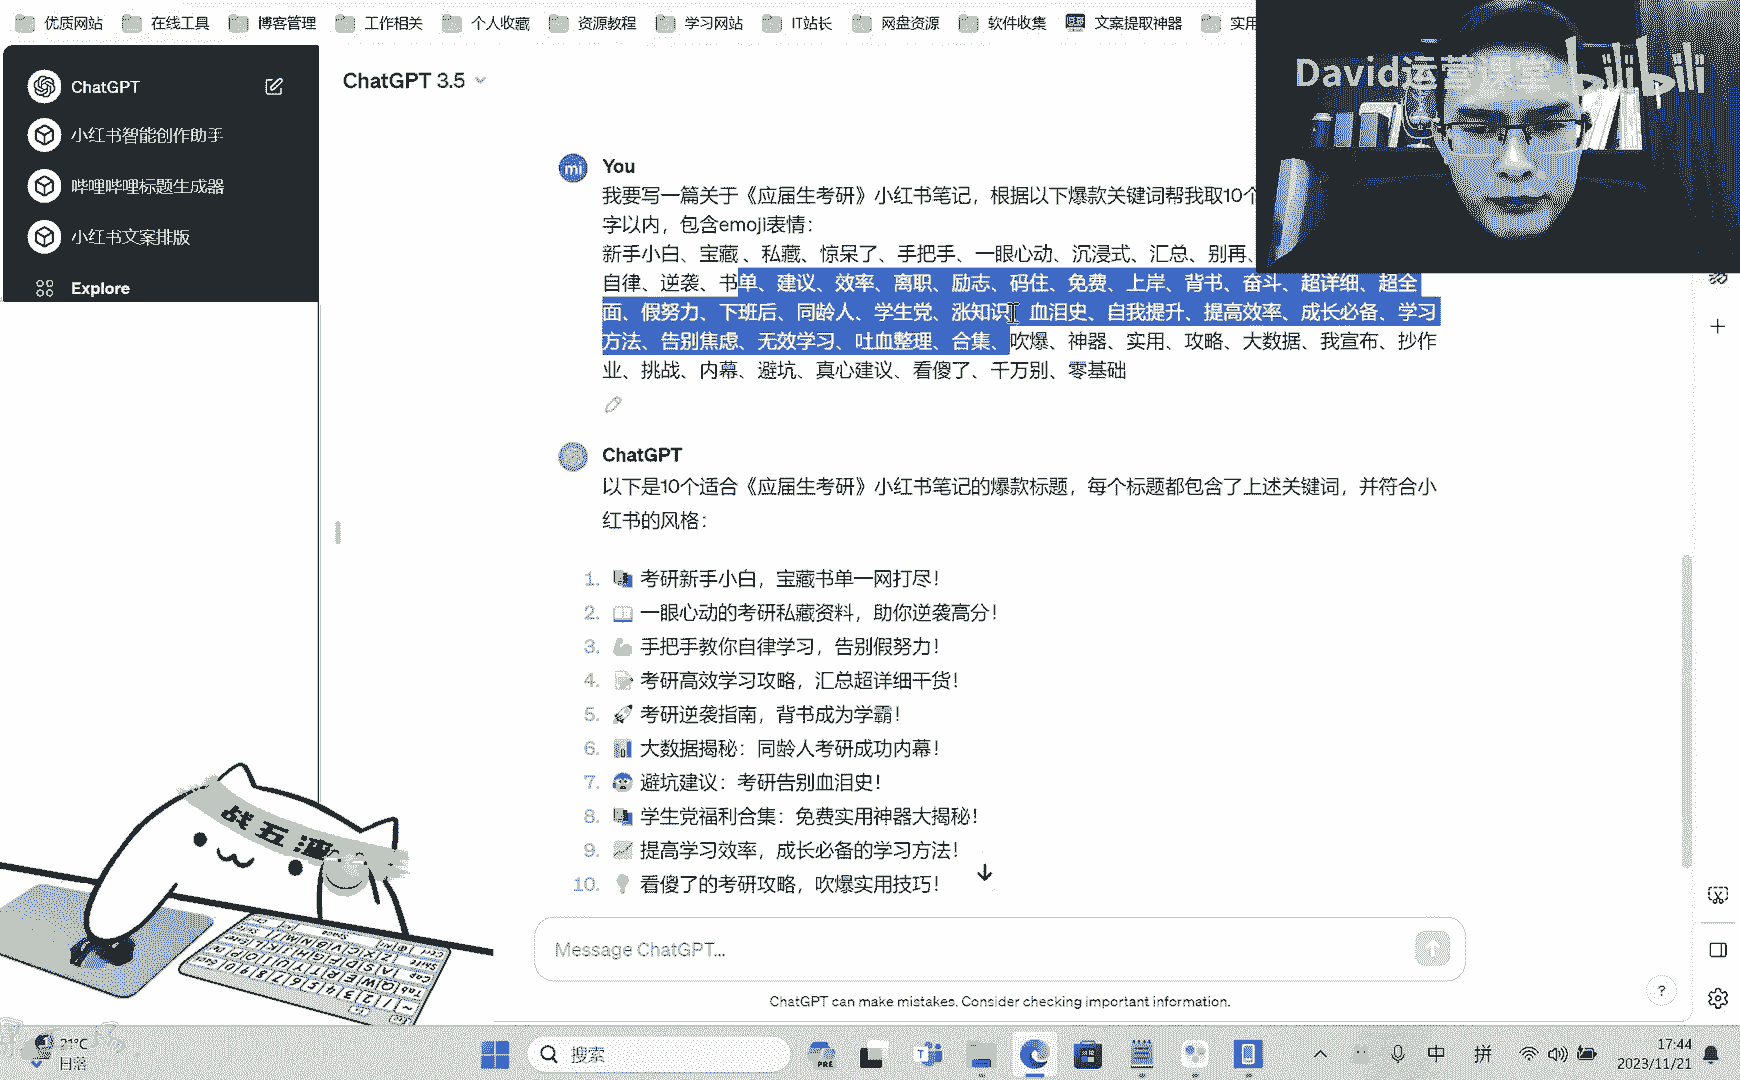 优质网站 在线工具 博客管理 工作相关 个人收藏 资源教程 学习网站 IT站长 网盘资源 软件收集 文案提取神器 实用
David运营课堂 bilibili
ChatGPT
小红书智能创作助手
哔哩哔哩标题生成器
小红书文案排版
Explore
ChatGPT 3.5
mi You
我要写一篇关于《应届生考研》小红书笔记，根据以下爆款关键词帮我取10个
字以内，包含emoji表情：
新手小白、宝藏 、私藏、惊呆了、手把手、一眼心动、沉浸式、汇总、别再、
自律、逆袭、书单、建议、效率、离职、励志、码住、免费、上岸、背书、奋斗、超详细、超全
面、假努力、下班后、同龄人、学生党、涨知识、血泪史、自我提升、提高效率、成长必备、学习
方法、告别焦虑、无效学习、吐血整理、合集、吹爆、神器、实用、攻略、大数据、我宣布、抄作
业、挑战、内幕、避坑、真心建议、看傻了、千万别、零基础
ChatGPT
以下是10个适合《应届生考研》小红书笔记的爆款标题，每个标题都包含了上述关键词，并符合小
红书的风格：
1. 📚 考研新手小白，宝藏书单一网打尽！
2. 📖 一眼心动的考研私藏资料，助你逆袭高分！
3. 💪 手把手教你自律学习，告别假努力！
4. 📝 考研高效学习攻略，汇总超详细干货！
5. 🚀 考研逆袭指南，背书成为学霸！
6. 📊 大数据揭秘：同龄人考研成功内幕！
7. 😨 避坑建议：考研告别血泪史！
8. 📚 学生党福利合集：免费实用神器大揭秘！
9. 📈 提高学习效率，成长必备的学习方法！
10. 💡 看傻了的考研攻略，吹爆实用技巧！
Message ChatGPT...
ChatGPT can make mistakes. Consider checking important information.
?
战五渣
21°C
日落
搜索
PRE
中 拼
17:44
2023/11/21